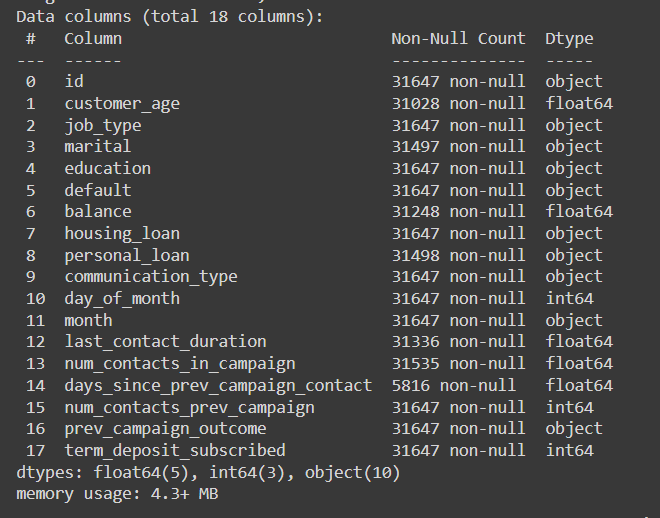 Data columns (total 18 columns):
 #   Column                            Non-Null Count  Dtype
---  ------                            --------------  -----
 0   id                                31647 non-null  object
 1   customer_age                      31028 non-null  float64
 2   job_type                          31647 non-null  object
 3   marital                           31497 non-null  object
 4   education                         31647 non-null  object
 5   default                           31647 non-null  object
 6   balance                           31248 non-null  float64
 7   housing_loan                      31647 non-null  object
 8   personal_loan                     31498 non-null  object
 9   communication_type                31647 non-null  object
 10  day_of_month                      31647 non-null  int64
 11  month                             31647 non-null  object
 12  last_contact_duration             31336 non-null  float64
 13  num_contacts_in_campaign          31535 non-null  float64
 14  days_since_prev_campaign_contact  5816 non-null   float64
 15  num_contacts_prev_campaign        31647 non-null  int64
 16  prev_campaign_outcome             31647 non-null  object
 17  term_deposit_subscribed           31647 non-null  int64
dtypes: float64(5), int64(3), object(10)
memory usage: 4.3+ MB